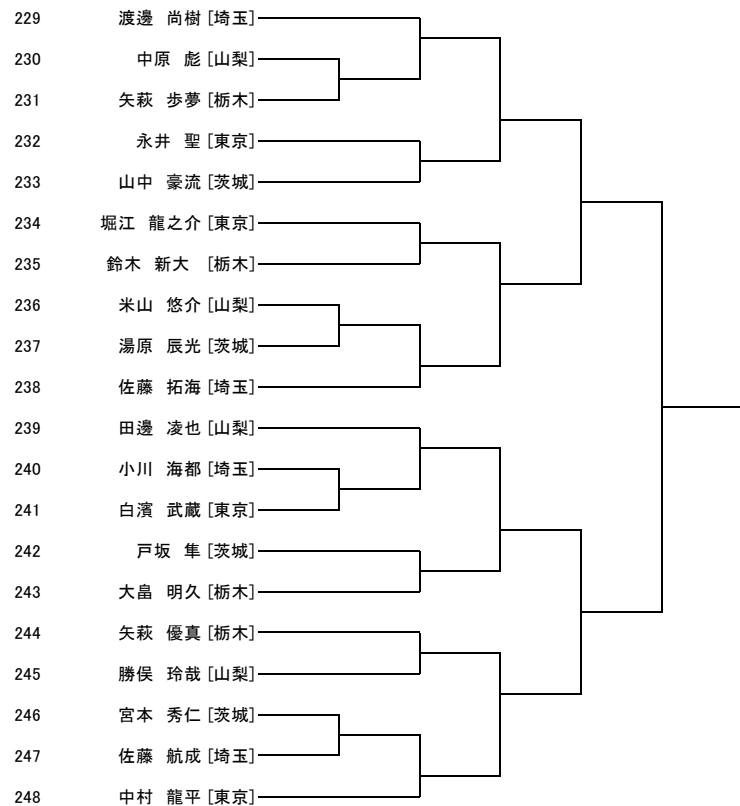 229 渡邊 尚樹 [埼玉]
230 中原 彪 [山梨]
231 矢萩 歩夢 [栃木]
232 永井 聖 [東京]
233 山中 豪流 [茨城]
234 堀江 龍之介 [東京]
235 鈴木 新大 [栃木]
236 米山 悠介 [山梨]
237 湯原 辰光 [茨城]
238 佐藤 拓海 [埼玉]
239 田邊 凌也 [山梨]
240 小川 海都 [埼玉]
241 白濱 武蔵 [東京]
242 戸坂 隼 [茨城]
243 大畠 明久 [栃木]
244 矢萩 優真 [栃木]
245 勝俣 玲哉 [山梨]
246 宮本 秀仁 [茨城]
247 佐藤 航成 [埼玉]
248 中村 龍平 [東京]